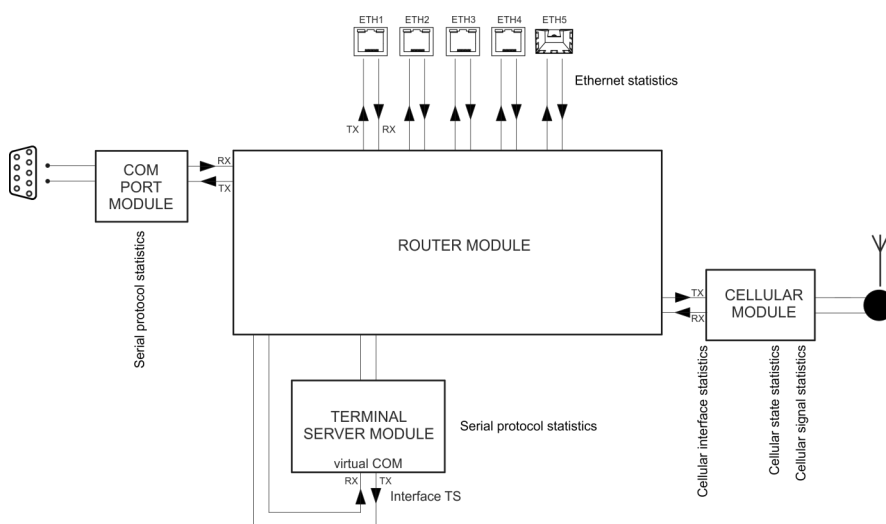 ETH1 ETH2 ETH3 ETH4 ETH5
Ethernet statistics
TX RX
COM
PORT
MODULE
RX
TX
Serial protocol statistics
ROUTER MODULE
TX
RX
CELLULAR
MODULE
Cellular interface statistics
Cellular state statistics
Cellular signal statistics
TERMINAL
SERVER MODULE
virtual COM
Serial protocol statistics
RX TX
Interface TS